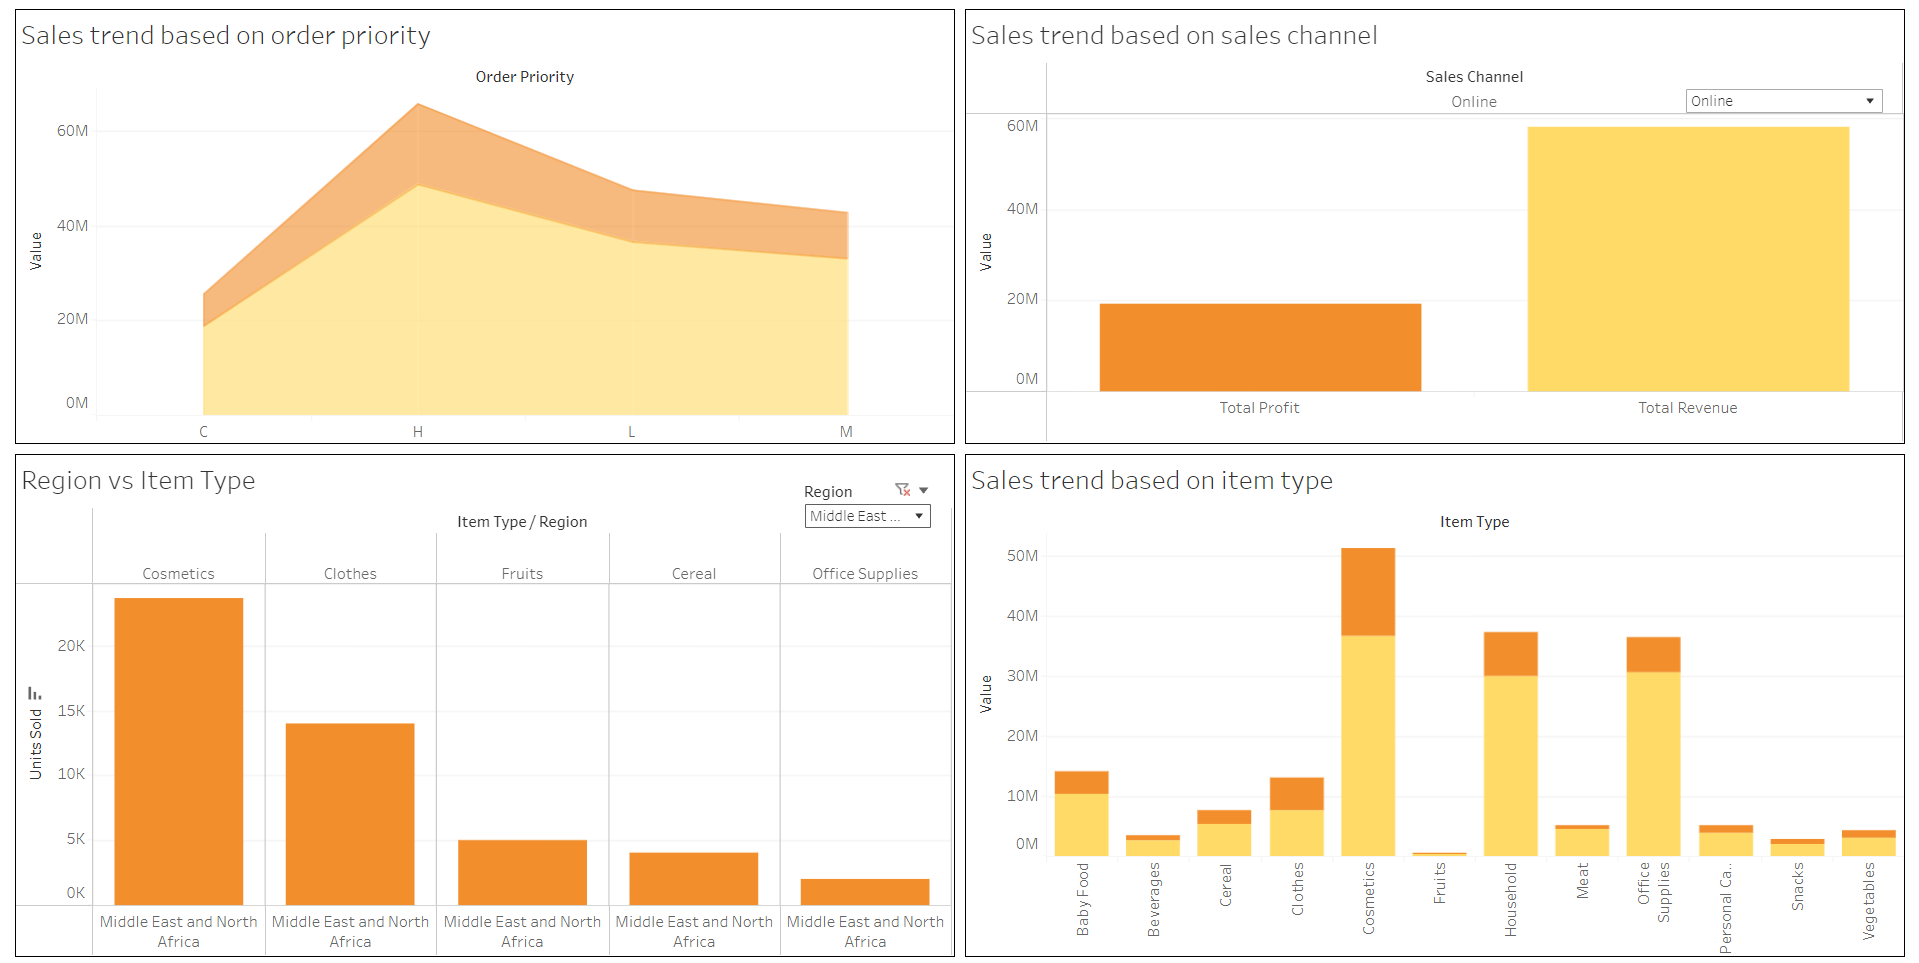 Sales trend based on order priority
Order Priority
60M
40M
20M
0M
Value
C
H
L
M
Sales trend based on sales channel
Sales Channel
Online
Online
60M
40M
20M
0M
Value
Total Profit
Total Revenue
Region vs Item Type
Region
Middle East ...
Item Type / Region
Cosmetics
Clothes
Fruits
Cereal
Office Supplies
20K
15K
10K
5K
0K
Units Sold
Middle East and North
Africa
Middle East and North
Africa
Middle East and North
Africa
Middle East and North
Africa
Middle East and North
Africa
Sales trend based on item type
Item Type
50M
40M
30M
20M
10M
0M
Value
Baby Food
Beverages
Cereal
Clothes
Cosmetics
Fruits
Household
Meat
Office
Supplies
Personal Ca..
Snacks
Vegetables